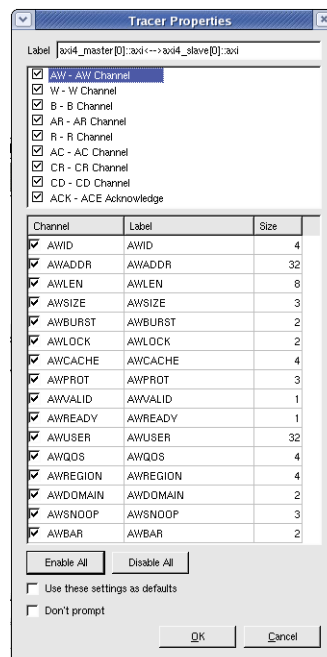 Tracer Properties
Label axi4_master[0]::axi<-->axi4_slave[0]::axi
AW - AW Channel
W - W Channel
B - B Channel
AR - AR Channel
R - R Channel
AC - AC Channel
CR - CR Channel
CD - CD Channel
ACK - ACE Acknowledge
Channel Label Size
AWID AWID 4
AWADDR AWADDR 32
AWLEN AWLEN 8
AWSIZE AWSIZE 3
AWBURST AWBURST 2
AWLOCK AWLOCK 2
AWCACHE AWCACHE 4
AWPROT AWPROT 3
AWVALID AWVALID 1
AWREADY AWREADY 1
AWUSER AWUSER 32
AWQOS AWQOS 4
AWREGION AWREGION 4
AWDOMAIN AWDOMAIN 2
AWSNOOP AWSNOOP 3
AWBAR AWBAR 2
Enable All Disable All
Use these settings as defaults
Don't prompt
OK Cancel